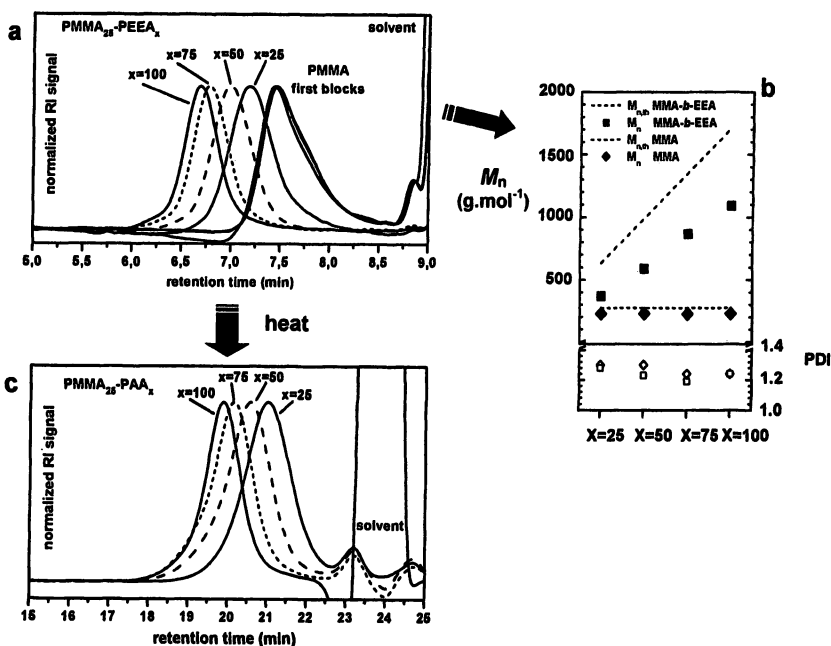 a
PMMA25-PEEAx
solvent
x=75
x=50
x=25
x=100
PMMA
first blocks
normalized RI signal
5,0 5,5 6,0 6,5 7,0 7,5 8,0 8,5 9,0
retention time (min)
b
2000
1500
1000
500
Mn
(g.mol-1)
Mn,th MMA-b-EEA
Mn MMA-b-EEA
Mn,th MMA
Mn MMA
1.4
1.2
1.0
PDI
X=25 X=50 X=75 X=100
heat
c
PMMA25-PAAx
x=75
x=50
x=100
x=25
solvent
normalized RI signal
15 16 17 18 19 20 21 22 23 24 25
retention time (min)